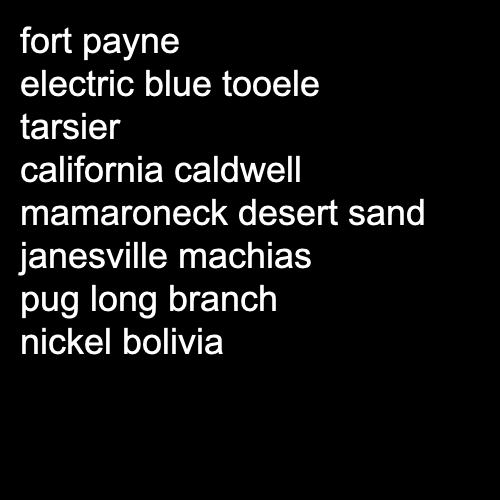 fort payne
electric blue tooele
tarsier
california caldwell
mamaroneck desert sand
janesville machias
pug long branch
nickel bolivia